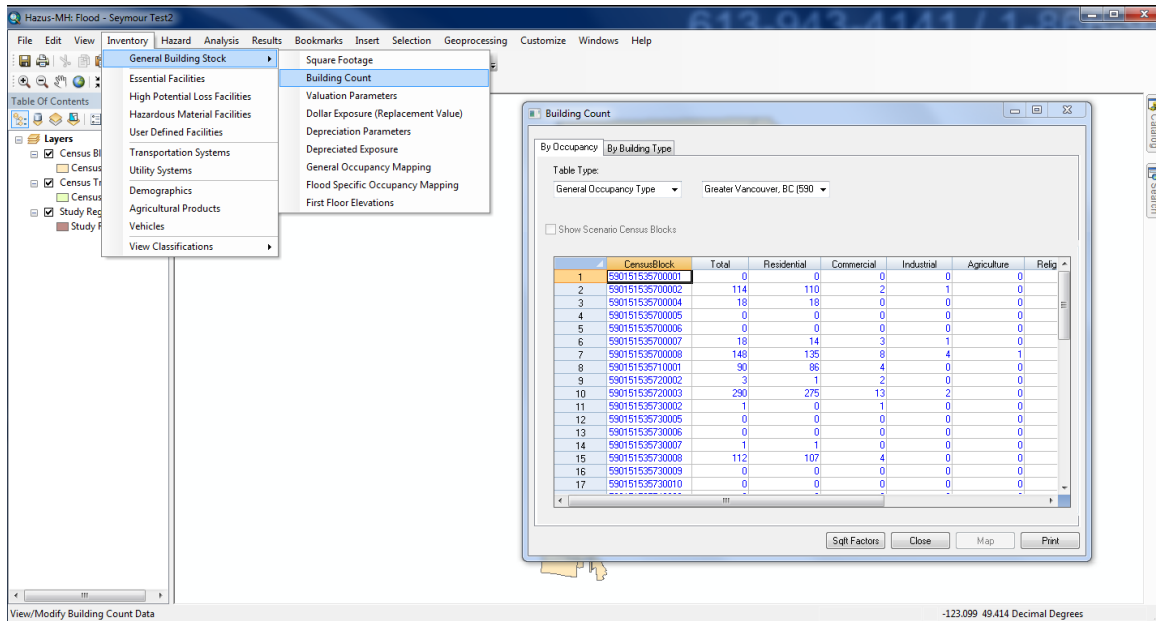 Hazus-MH: Flood - Seymour Test2
613-943-4141 / 1-86
File Edit View Inventory Hazard Analysis Results Bookmarks Insert Selection Geoprocessing Customize Windows Help
General Building Stock
Essential Facilities
High Potential Loss Facilities
Hazardous Material Facilities
User Defined Facilities
Transportation Systems
Utility Systems
Demographics
Agricultural Products
Vehicles
View Classifications
Square Footage
Building Count
Valuation Parameters
Dollar Exposure (Replacement Value)
Depreciation Parameters
Depreciated Exposure
General Occupancy Mapping
Flood Specific Occupancy Mapping
First Floor Elevations
Table Of Contents
Layers
Census Bl
Census
Census Tr
Census
Study Reg
Study R
Building Count
By Occupancy By Building Type
Table Type:
General Occupancy Type Greater Vancouver, BC (590
Show Scenario Census Blocks
CensusBlock Total Residential Commercial Industrial Agriculture Relig
1 590151535700001 0 0 0 0 0
2 590151535700002 114 110 2 1 0
3 590151535700004 18 18 0 0 0
4 590151535700005 0 0 0 0 0
5 590151535700006 0 0 0 0 0
6 590151535700007 18 14 3 1 0
7 590151535700008 148 135 8 4 1
8 590151535710001 90 86 4 0 0
9 590151535720002 3 1 2 0 0
10 590151535720003 290 275 13 2 0
11 590151535730002 1 0 1 0 0
12 590151535730005 0 0 0 0 0
13 590151535730006 0 0 0 0 0
14 590151535730007 1 1 0 0 0
15 590151535730008 112 107 4 0 0
16 590151535730009 0 0 0 0 0
17 590151535730010 0 0 0 0 0
Sqft Factors Close Map Print
Catalog
Search
View/Modify Building Count Data
-123.099 49.414 Decimal Degrees